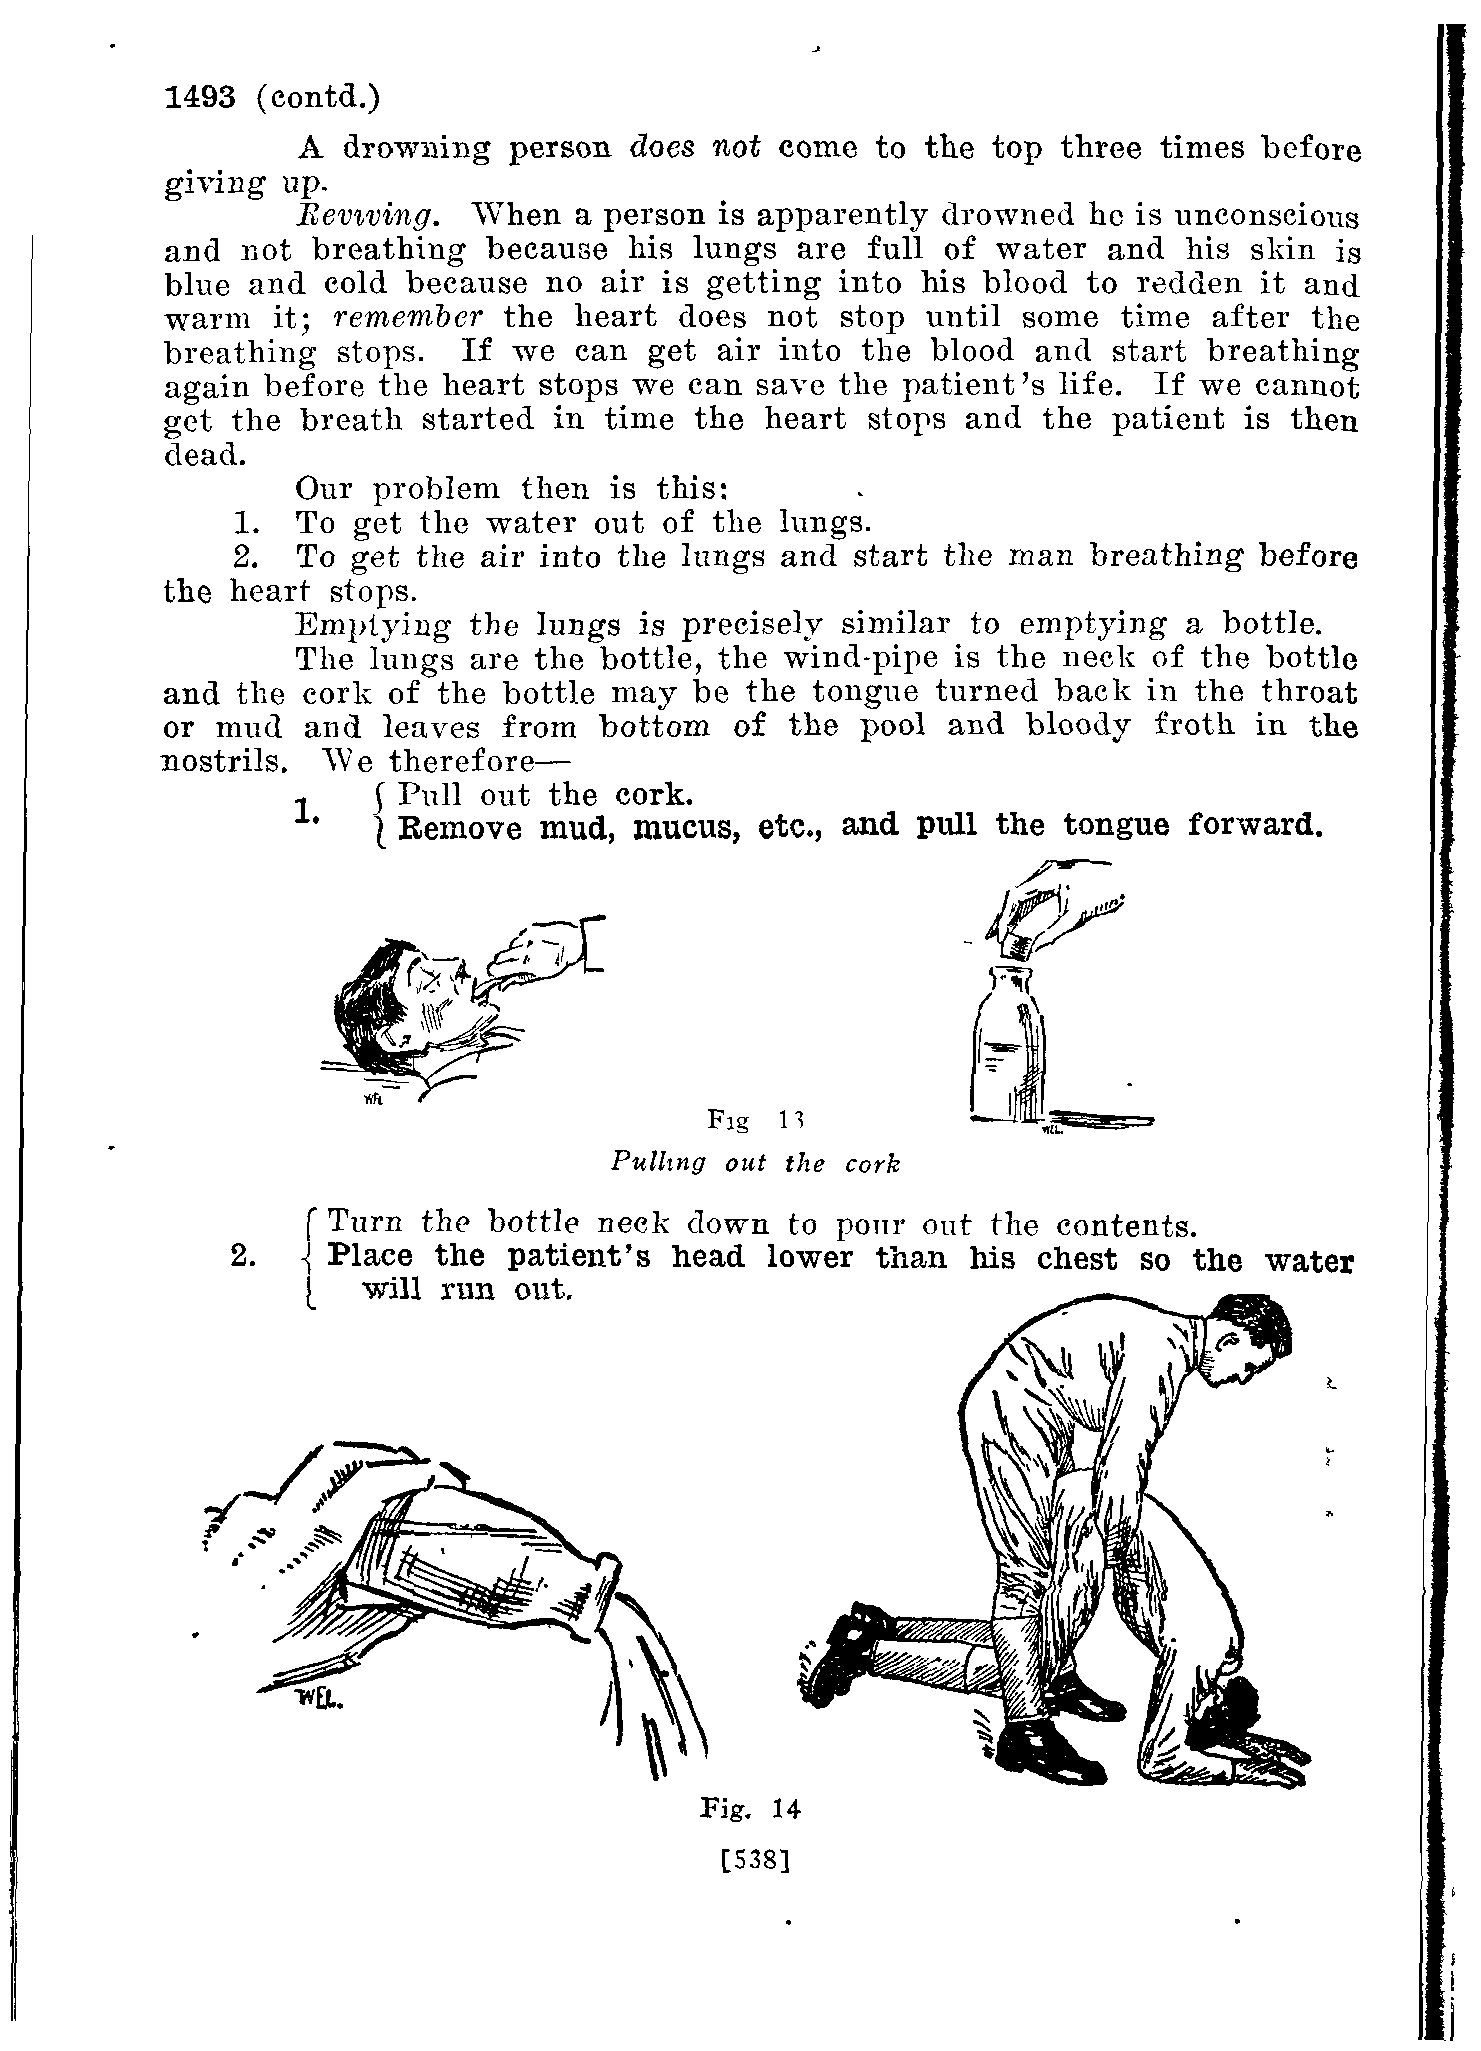 1493 (contd.)
A drowning person does not come to the top three times before
giving up.
Reviving. When a person is apparently drowned he is unconscious
and not breathing because his lungs are full of water and his skin is
blue and cold because no air is getting into his blood to redden it and
warm it; remember the heart does not stop until some time after the
breathing stops. If we can get air into the blood and start breathing
again before the heart stops we can save the patient's life. If we cannot
get the breath started in time the heart stops and the patient is then
dead.
Our problem then is this:
1. To get the water out of the lungs.
2. To get the air into the lungs and start the man breathing before
the heart stops.
Emptying the lungs is precisely similar to emptying a bottle.
The lungs are the bottle, the wind-pipe is the neck of the bottle
and the cork of the bottle may be the tongue turned back in the throat
or mud and leaves from bottom of the pool and bloody froth in the
nostrils. We therefore—
1. { Pull out the cork.
Remove mud, mucus, etc., and pull the tongue forward.
WEL
WEL.
Fig 13
Pulling out the cork
2. { Turn the bottle neck down to pour out the contents.
Place the patient's head lower than his chest so the water
will run out.
WEL.
Fig. 14
[538]